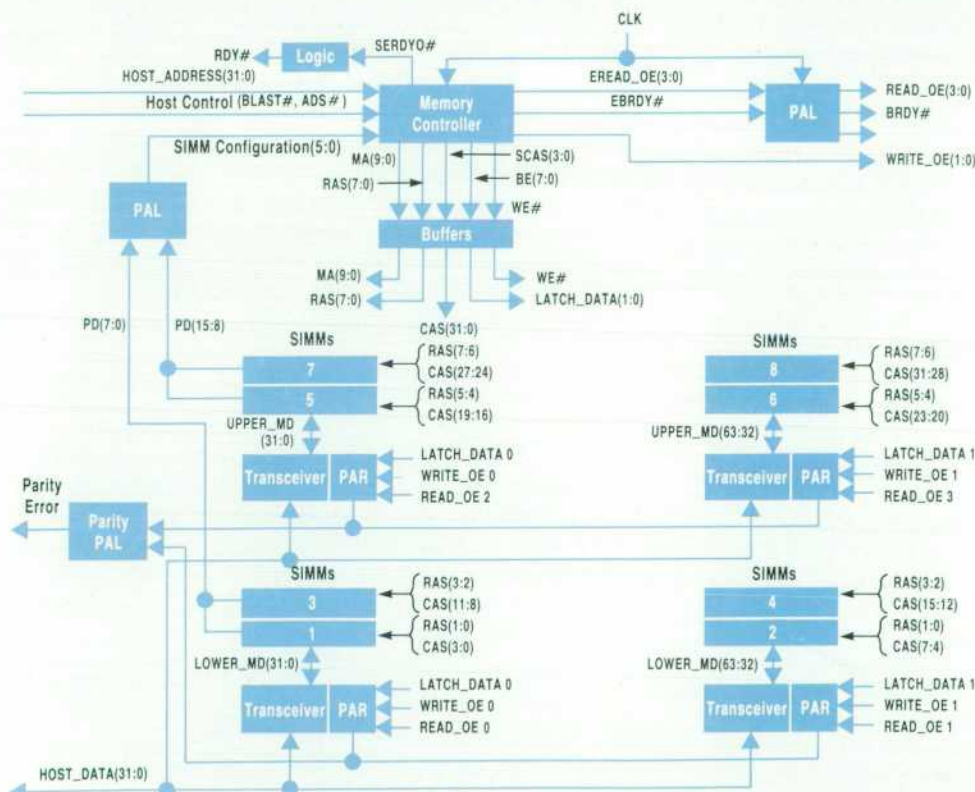 CLK
SERDYO#
RDY#
Logic
HOST_ADDRESS(31:0)
EREAD_OE(3:0)
READ_OE(3:0)
Host Control (BLAST#, ADS#)
Memory
Controller
EBRDY#
PAL
BRDY#
SIMM Configuration(5:0)
MA(9:0)
SCAS(3:0)
WRITE_OE(1:0)
RAS(7:0)
BE(7:0)
PAL
WE#
Buffers
MA(9:0)
WE#
RAS(7:0)
LATCH_DATA(1:0)
PD(7:0)
PD(15:8)
CAS(31:0)
SIMMs
SIMMs
7
RAS(7:6)
CAS(27:24)
8
RAS(7:6)
CAS(31:28)
5
RAS(5:4)
CAS(19:16)
6
RAS(5:4)
CAS(23:20)
UPPER_MD
(31:0)
UPPER_MD(63:32)
Transceiver
PAR
LATCH_DATA 0
WRITE_OE 0
READ_OE 2
Transceiver
PAR
LATCH_DATA 1
WRITE_OE 1
READ_OE 3
Parity
Error
Parity
PAL
SIMMs
SIMMs
3
RAS(3:2)
CAS(11:8)
4
RAS(3:2)
CAS(15:12)
1
RAS(1:0)
CAS(3:0)
2
RAS(1:0)
CAS(7:4)
LOWER_MD(31:0)
LOWER_MD(63:32)
Transceiver
PAR
LATCH_DATA 0
WRITE_OE 0
READ_OE 0
Transceiver
PAR
LATCH_DATA 1
WRITE_OE 1
READ_OE 1
HOST_DATA(31:0)